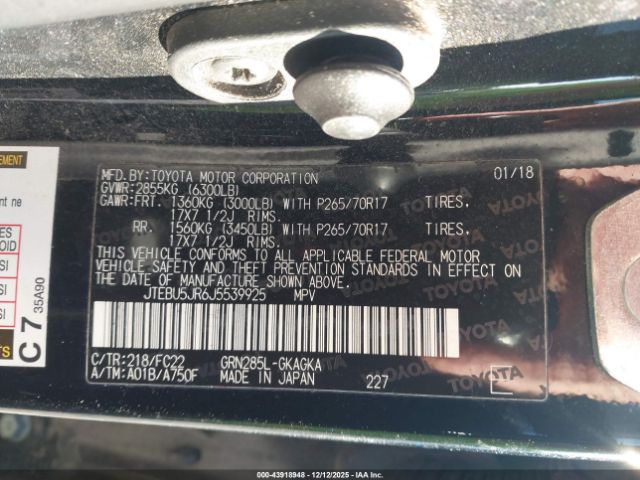 MFD.BY:TOYOTA MOTOR CORPORATION 01/18
GVWR:2855KG (6300LB)
GAWR:FRT. 1360KG (3000LB) WITH P265/70R17 TIRES,
17X7 1/2J RIMS.
RR. 1560KG (3450LB) WITH P265/70R17 TIRES,
17X7 1/2J RIMS.
THIS VEHICLE CONFORMS TO ALL APPLICABLE FEDERAL MOTOR
VEHICLE SAFETY AND THEFT PREVENTION STANDARDS IN EFFECT ON
THE DATE OF MANUFACTURE SHOWN ABOVE.
JTEBU5JR6J5539925 MPV
C/TR:218/FC22 GRN285L-GKAGKA
A/TM:A01B/A750F MADE IN JAPAN 227
C 7
35A90
000-43918948 - 12/12/2025 - IAAI.COM